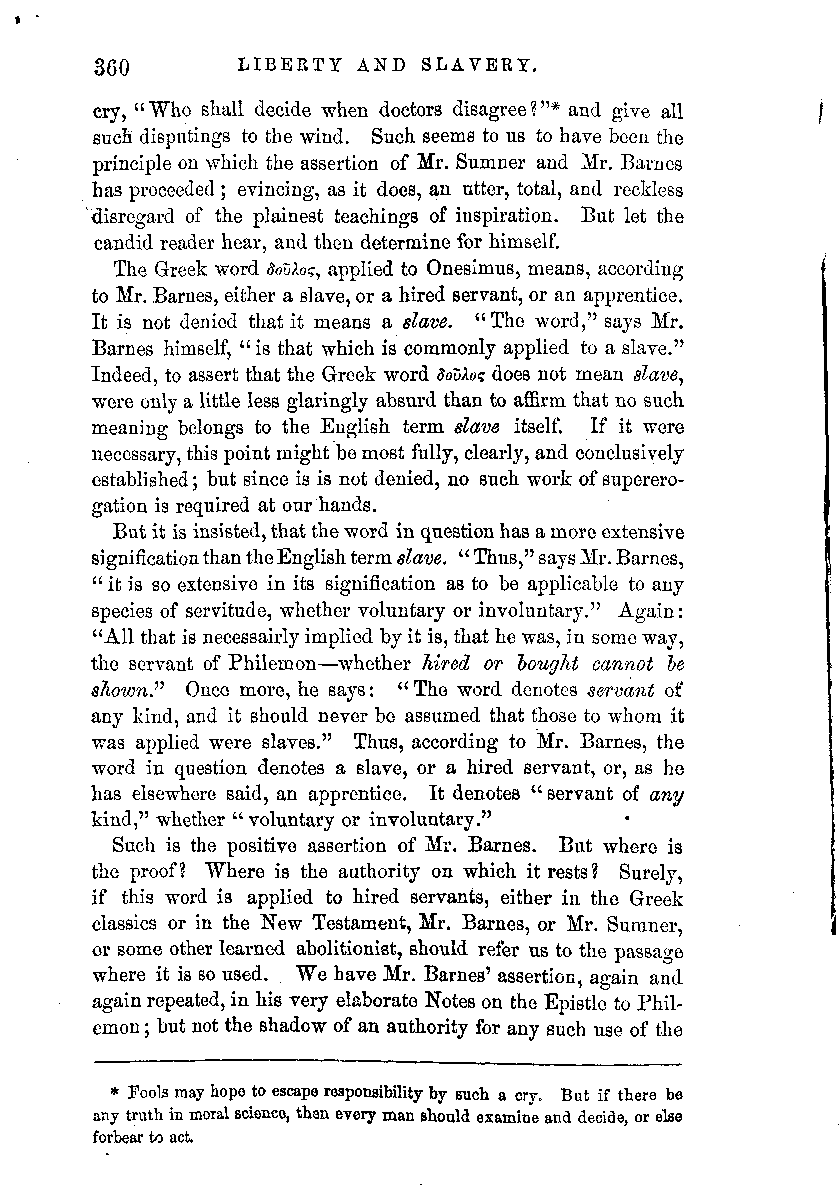 360 LIBERTY AND SLAVERY.
cry, “Who shall decide when doctors disagree?”* and give all
such disputings to the wind. Such seems to us to have been the
principle on which the assertion of Mr. Sumner and Mr. Barnes
has proceeded; evincing, as it does, an utter, total, and reckless
disregard of the plainest teachings of inspiration. But let the
candid reader hear, and then determine for himself.
The Greek word δοῦλος, applied to Onesimus, means, according
to Mr. Barnes, either a slave, or a hired servant, or an apprentice.
It is not denied that it means a slave. “The word,” says Mr.
Barnes himself, “is that which is commonly applied to a slave.”
Indeed, to assert that the Greek word δοῦλος does not mean slave,
were only a little less glaringly absurd than to affirm that no such
meaning belongs to the English term slave itself. If it were
necessary, this point might be most fully, clearly, and conclusively
established; but since is is not denied, no such work of superero-
gation is required at our hands.
But it is insisted, that the word in question has a more extensive
signification than the English term slave. “Thus,” says Mr. Barnes,
“it is so extensive in its signification as to be applicable to any
species of servitude, whether voluntary or involuntary.” Again:
“All that is necessairly implied by it is, that he was, in some way,
the servant of Philemon—whether hired or bought cannot be
shown.” Once more, he says: “The word denotes servant of
any kind, and it should never be assumed that those to whom it
was applied were slaves.” Thus, according to Mr. Barnes, the
word in question denotes a slave, or a hired servant, or, as he
has elsewhere said, an apprentice. It denotes “servant of any
kind,” whether “voluntary or involuntary.”
Such is the positive assertion of Mr. Barnes. But where is
the proof? Where is the authority on which it rests? Surely,
if this word is applied to hired servants, either in the Greek
classics or in the New Testament, Mr. Barnes, or Mr. Sumner,
or some other learned abolitionist, should refer us to the passage
where it is so used. We have Mr. Barnes’ assertion, again and
again repeated, in his very elaborate Notes on the Epistle to Phil-
emon; but not the shadow of an authority for any such use of the
* Fools may hope to escape responsibility by such a cry. But if there be
any truth in moral science, then every man should examine and decide, or else
forbear to act.